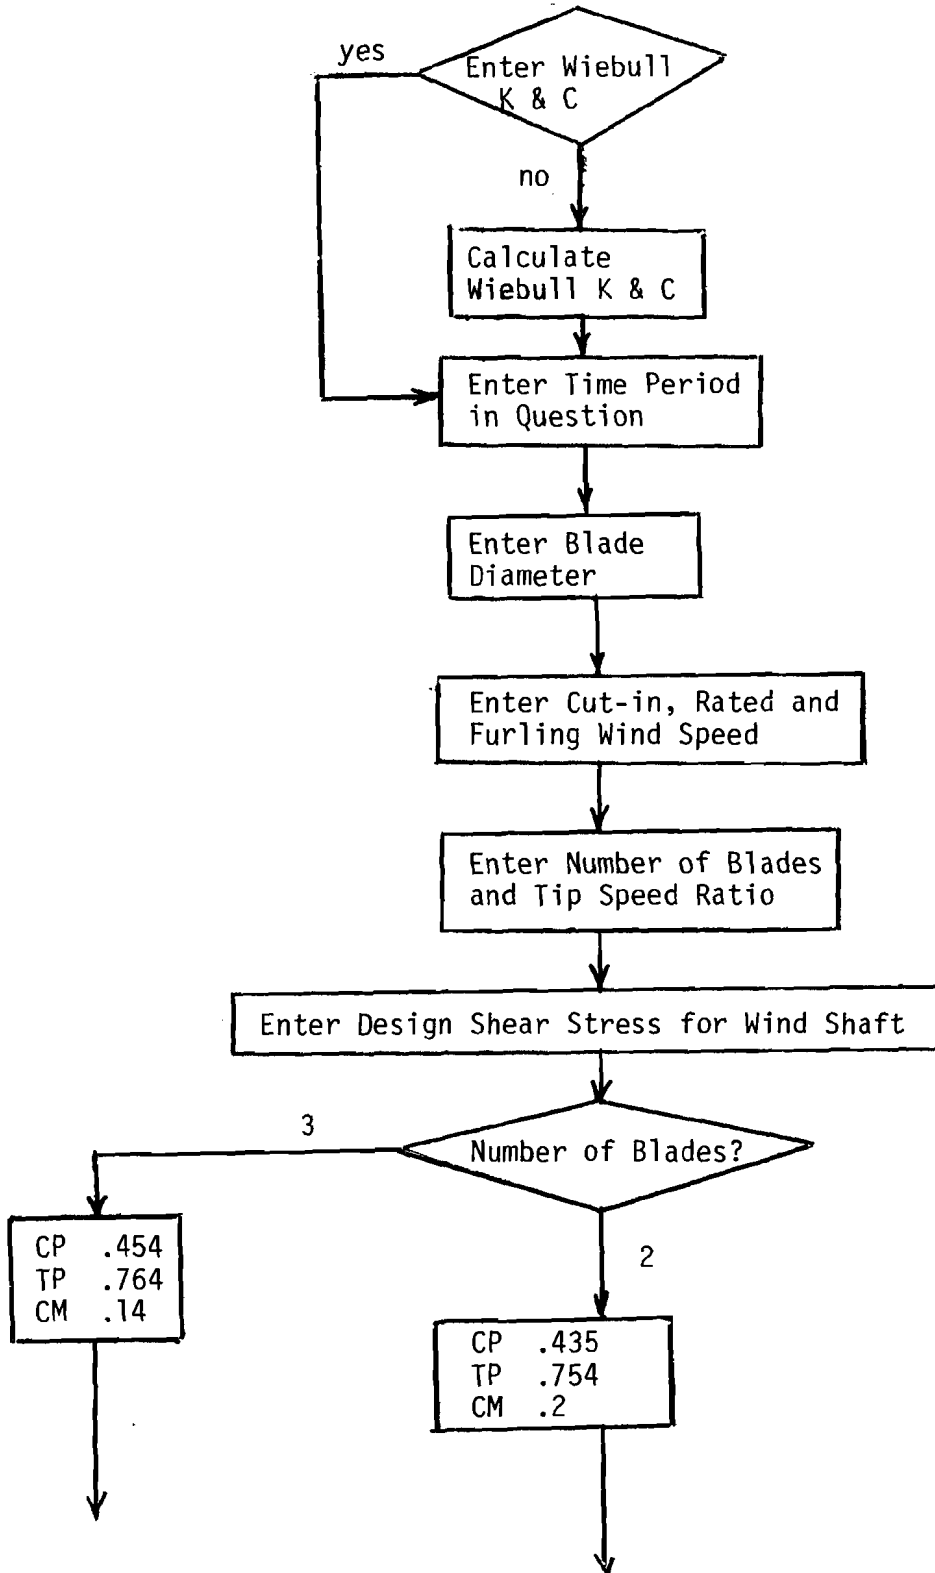 yes
Enter Wiebull
K & C
no
Calculate
Wiebull K & C
Enter Time Period
in Question
Enter Blade
Diameter
Enter Cut-in, Rated and
Furling Wind Speed
Enter Number of Blades
and Tip Speed Ratio
Enter Design Shear Stress for Wind Shaft
3
Number of Blades?
CP .454
TP .764
CM .14
2
CP .435
TP .754
CM .2